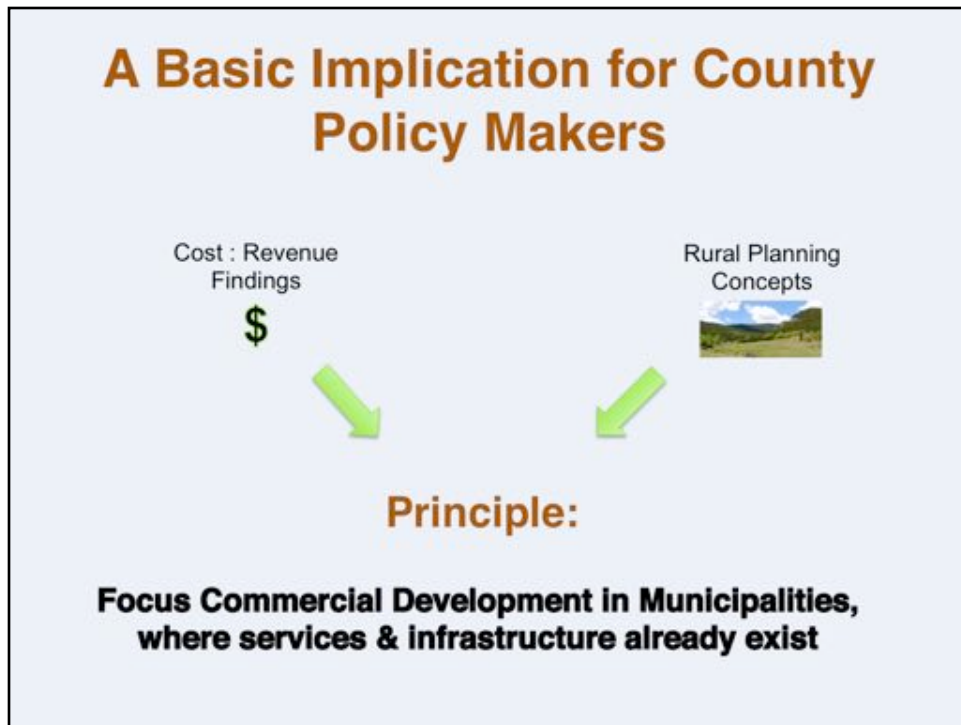 A Basic Implication for County
Policy Makers
Cost : Revenue
Findings
$
Rural Planning
Concepts
Principle:
Focus Commercial Development in Municipalities,
where services & infrastructure already exist